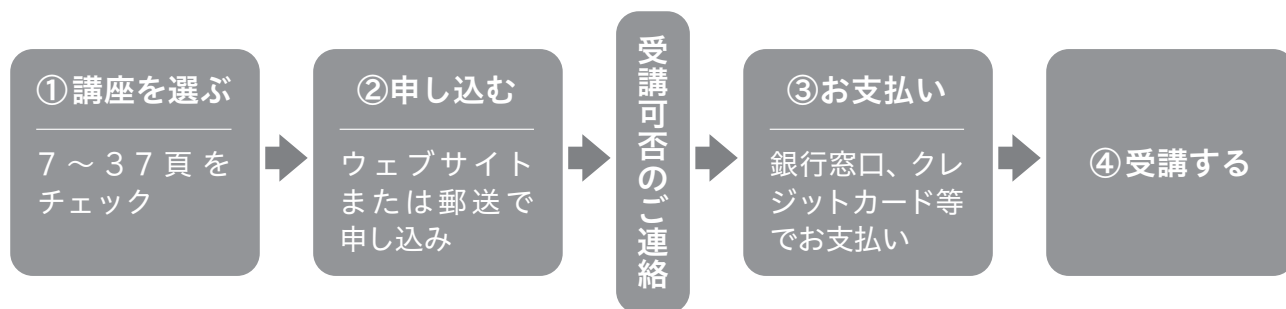 ①講座を選ぶ
7～37頁を
チェック
②申し込む
ウェブサイト
または郵送で
申し込み
受講可否のご連絡
③お支払い
銀行窓口、クレ
ジットカード等
でお支払い
④受講する